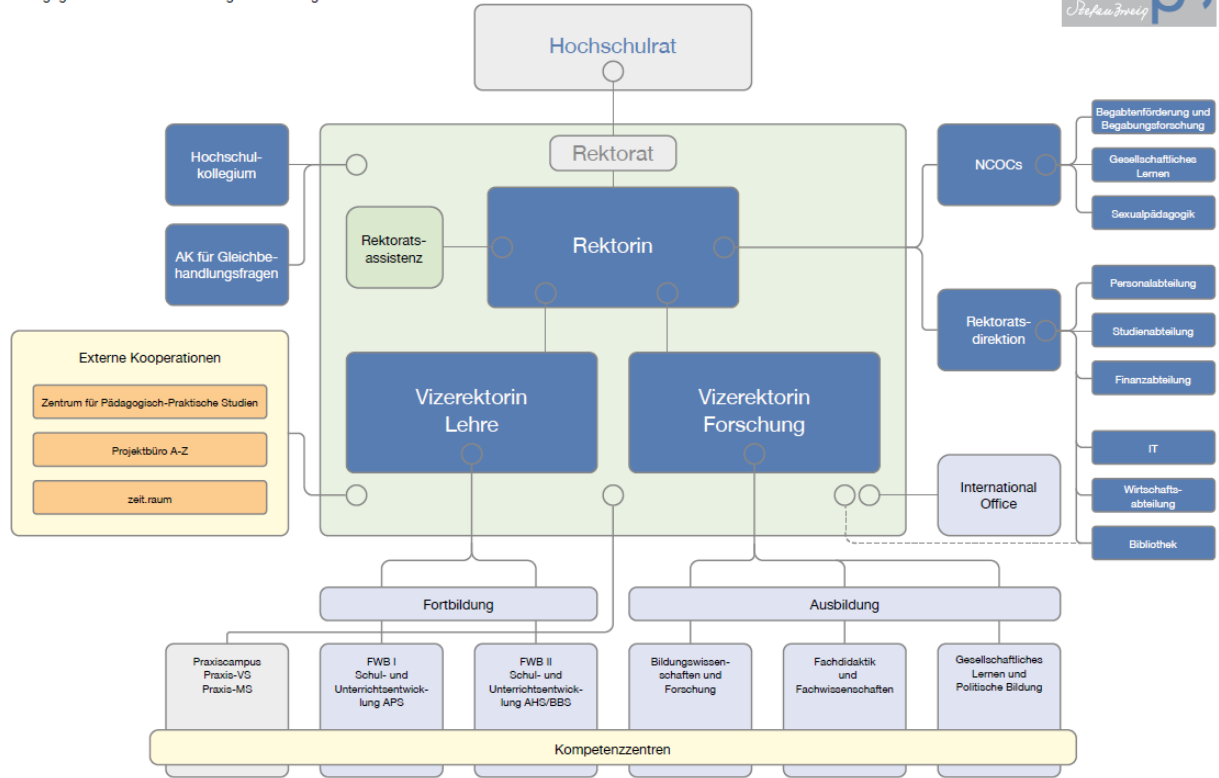 Stefan Zweig
ph
Hochschulrat
Rektorat
Hochschul-
kollegium
AK für Gleichbe-
handlungsfragen
Rektorats-
assistenz
Rektorin
NCOCs
Begabtenförderung und
Begabungsforschung
Gesellschaftliches
Lernen
Sexualpädagogik
Rektorats-
direktion
Personalabteilung
Studienabteilung
Finanzabteilung
IT
Wirtschafts-
abteilung
Bibliothek
Externe Kooperationen
Zentrum für Pädagogisch-Praktische Studien
Projektbüro A-Z
zeit.raum
Vizerektorin
Lehre
Vizerektorin
Forschung
International
Office
Fortbildung
Ausbildung
Praxiscampus
Praxis-VS
Praxis-MS
FWB I
Schul- und
Unterrichtsentwick-
lung APS
FWB II
Schul- und
Unterrichtsentwick-
lung AHS/BBS
Bildungswissen-
schaften und
Forschung
Fachdidaktik
und
Fachwissenschaften
Gesellschaftliches
Lernen und
Politische Bildung
Kompetenzzentren